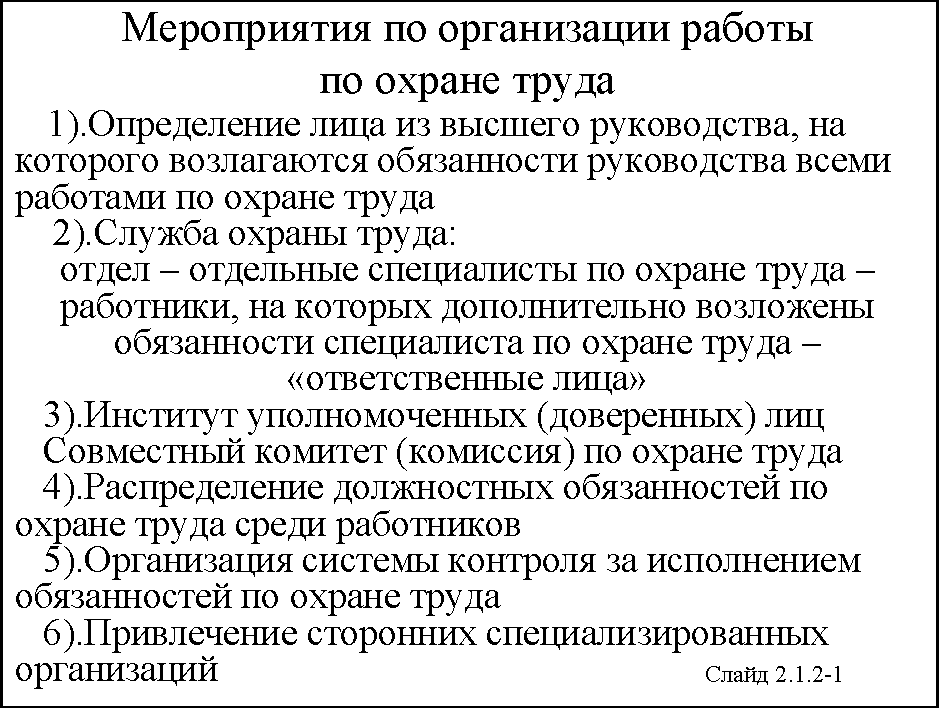 Мероприятия по организации работы
по охране труда
1).Определение лица из высшего руководства, на
которого возлагаются обязанности руководства всеми
работами по охране труда
2).Служба охраны труда:
отдел – отдельные специалисты по охране труда –
работники, на которых дополнительно возложены
обязанности специалиста по охране труда –
«ответственные лица»
3).Институт уполномоченных (доверенных) лиц
Совместный комитет (комиссия) по охране труда
4).Распределение должностных обязанностей по
охране труда среди работников
5).Организация системы контроля за исполнением
обязанностей по охране труда
6).Привлечение сторонних специализированных
организаций Слайд 2.1.2-1